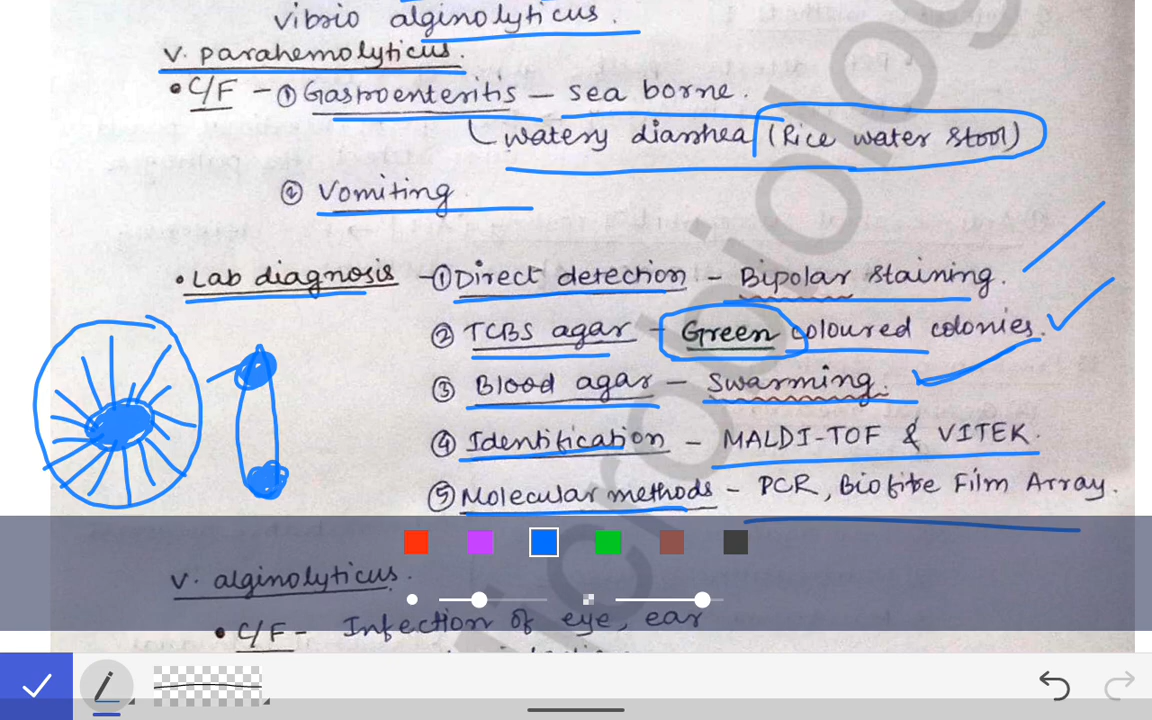 Vibrio alginolyticus.
V. parahemolyticus.
• C/F - ① Gastroenteritis - sea borne.
watery diarrhea (Rice water stool)
② Vomiting
• Lab diagnosis - ① Direct detection - Bipolar staining.
② TCBS agar - Green coloured colonies.
③ Blood agar - Swarming.
④ Identification - MALDI-TOF & VITEK.
⑤ Molecular methods - PCR, Biofire Film Array.
V. alginolyticus.
• C/F - Infection of eye, ear